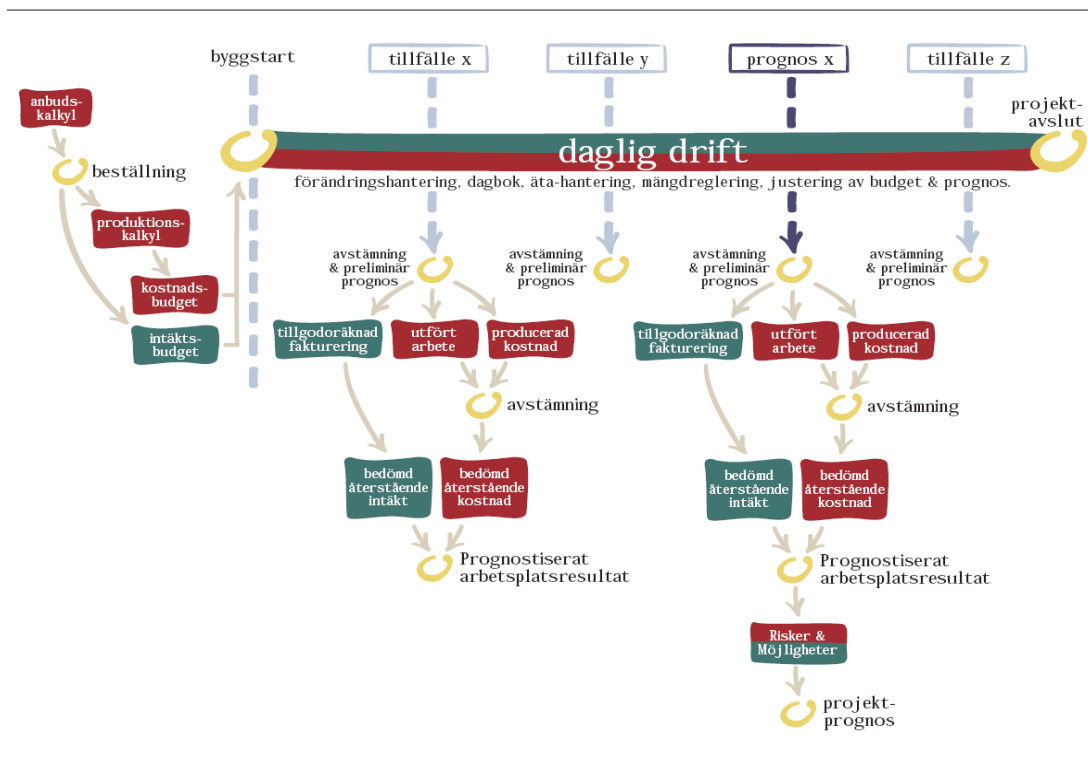 byggstart
tillfälle x
tillfälle y
prognos x
tillfälle z
anbuds-
kalkyl
projekt-
avslut
daglig drift
beställning
förändringshantering, dagbok, äta-hantering, mängdreglering, justering av budget & prognos.
produktions-
kalkyl
kostnads-
budget
intäkts-
budget
avstämning
& preliminär
prognos
avstämning
& preliminär
prognos
avstämning
& preliminär
prognos
avstämning
& preliminär
prognos
tillgodoräknad
fakturering
utfört
arbete
producerad
kostnad
tillgodoräknad
fakturering
utfört
arbete
producerad
kostnad
avstämning
avstämning
bedömd
återstående
intäkt
bedömd
återstående
kostnad
bedömd
återstående
intäkt
bedömd
återstående
kostnad
Prognostiserat
arbetsplatsresultat
Prognostiserat
arbetsplatsresultat
Risker &
Möjligheter
projekt-
prognos